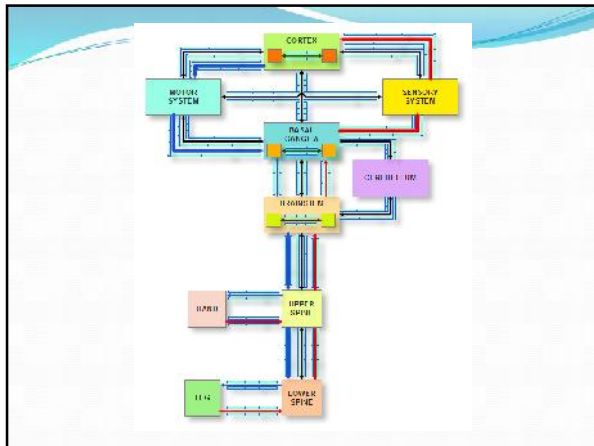 CORTEX
MOTOR
SYSTEM
SENSORY
SYSTEM
BASAL
GANGLIA
CEREBELLUM
BRAINSTEM
HAND
UPPER
SPINE
LEG
LOWER
SPINE